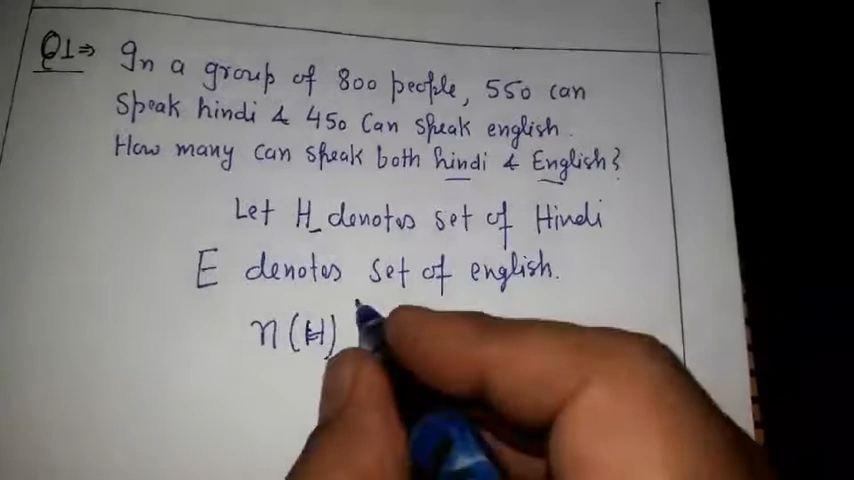 Q1⇒ In a group of 800 people, 550 can
speak hindi & 450 can speak english.
How many can speak both hindi & English?
Let H denotes set of Hindi
E denotes set of english.
n(H)